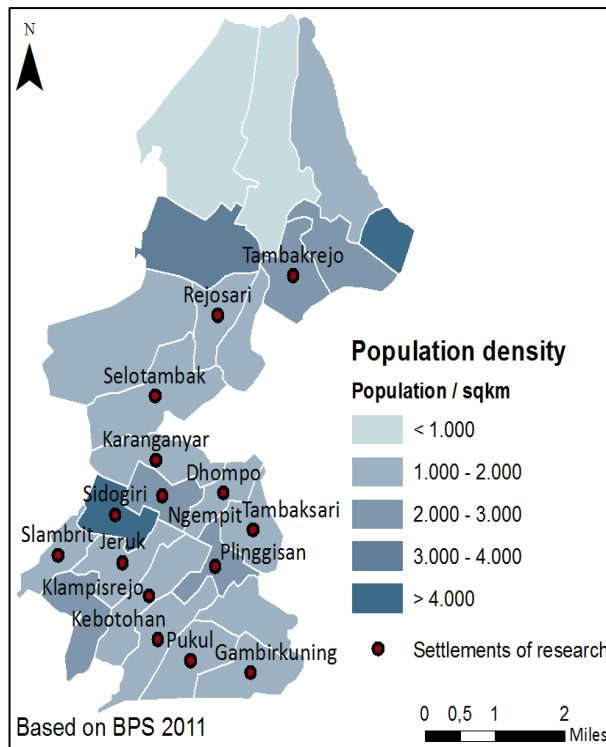 N
Tambakrejo
Rejosari
Selotambak
Karanganyar
Dhompo
Sidogiri
Ngempit
Tambaksari
Slambrit
Jeruk
Plinggisan
Klampisrejo
Kebotohan
Pukul
Gambirkuning
Population density
Population / sqkm
< 1.000
1.000 - 2.000
2.000 - 3.000
3.000 - 4.000
> 4.000
Settlements of research
0 0,5 1 2
Miles
Based on BPS 2011